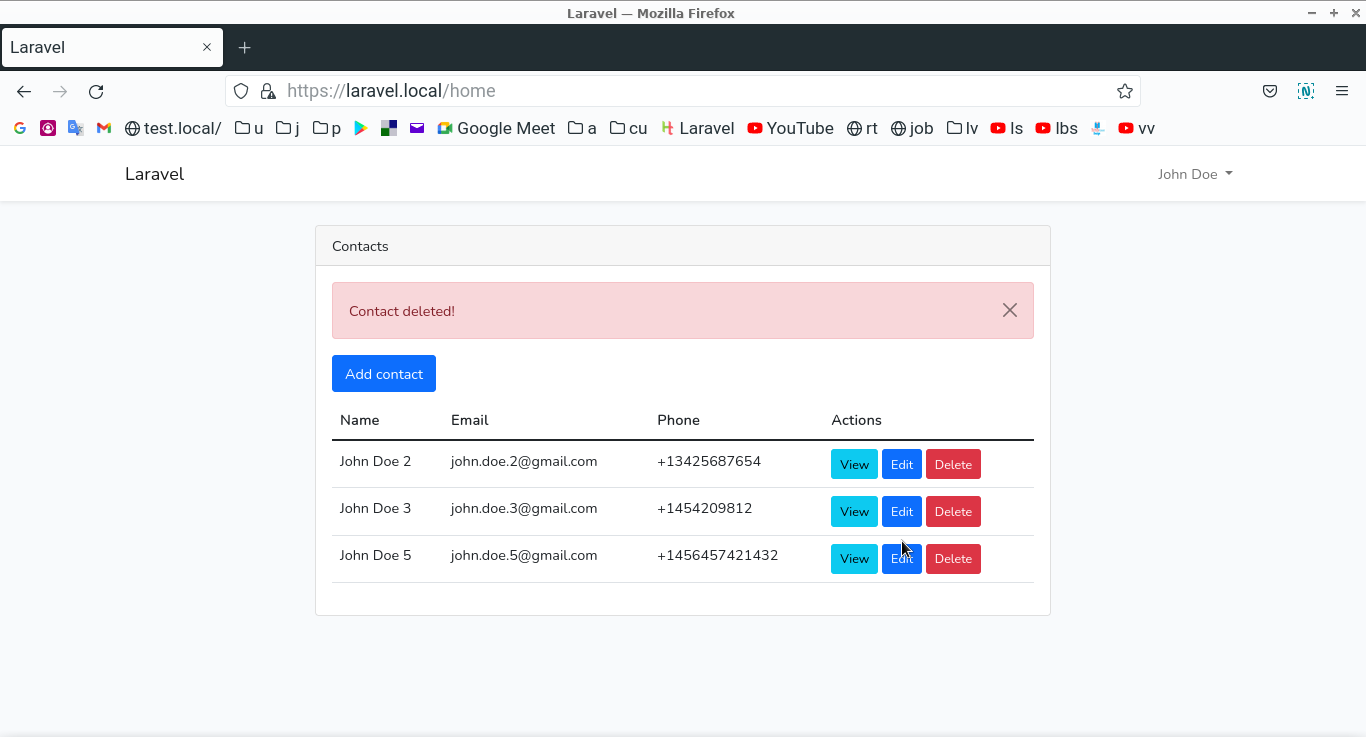 Laravel — Mozilla Firefox
Laravel
https://laravel.local/home
test.local/ u j p Google Meet a cu Laravel YouTube rt job lv ls lbs vv
Laravel John Doe
Contacts
Contact deleted!
Add contact
Name Email Phone Actions
John Doe 2 john.doe.2@gmail.com +13425687654 View Edit Delete
John Doe 3 john.doe.3@gmail.com +1454209812 View Edit Delete
John Doe 5 john.doe.5@gmail.com +1456457421432 View Edit Delete